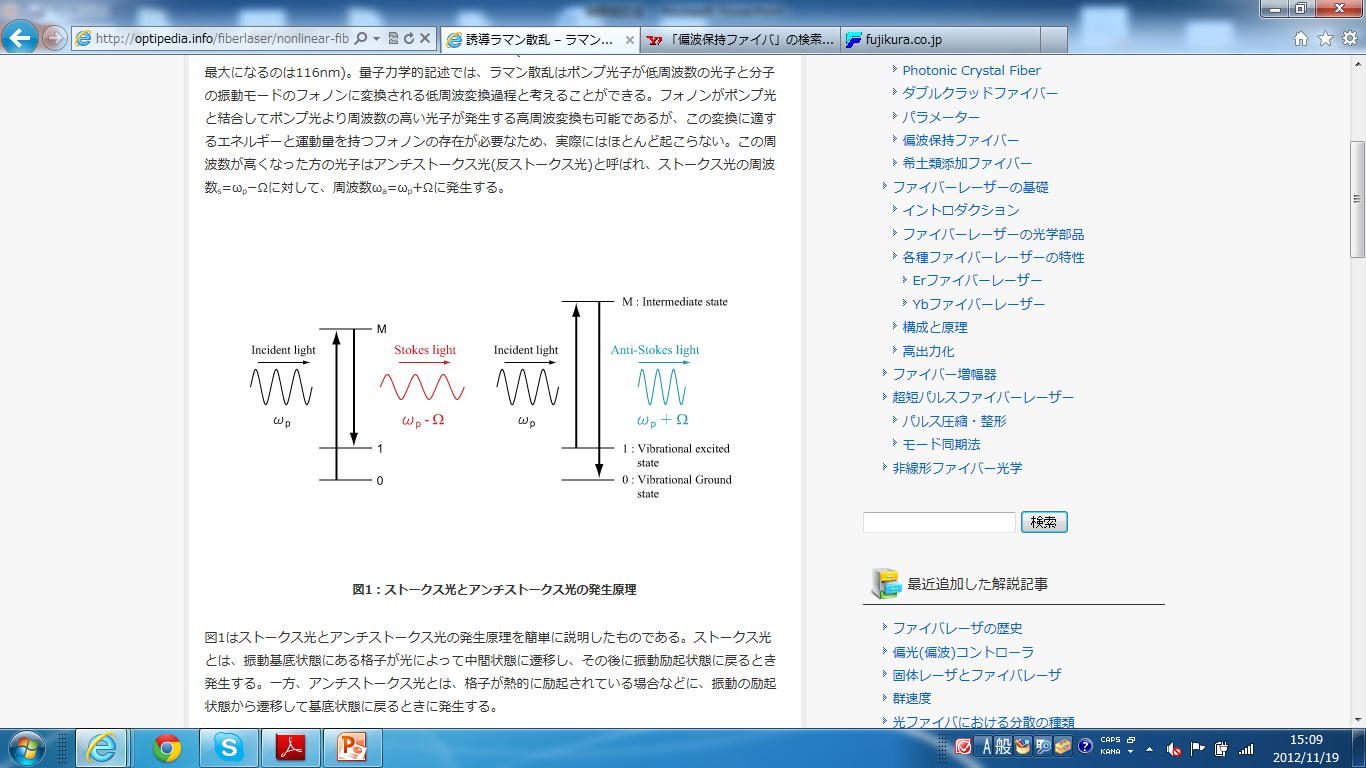 http://optipedia.info/fiberlaser/nonlinear-fib
誘導ラマン散乱 – ラマン...
「偏波保持ファイバ」の検索...
fujikura.co.jp
最大になるのは116nm)。量子力学的記述では、ラマン散乱はポンプ光子が低周波数の光子と分子
の振動モードのフォノンに変換される低周波変換過程と考えることができる。フォノンがポンプ光
と結合してポンプ光より周波数の高い光子が発生する高周波変換も可能であるが、この変換に適す
るエネルギーと運動量を持つフォノンの存在が必要なため、実際にはほとんど起こらない。この周
波数が高くなった方の光子はアンチストークス光(反ストークス光)と呼ばれ、ストークス光の周波
数s=ωp−Ωに対して、周波数ωa=ωp+Ωに発生する。
M : Intermediate state
M
Incident light
Stokes light
Incident light
Anti-Stokes light
ωp
ωp - Ω
ωp
ωp + Ω
1
1 : Vibrational excited
state
0
0 : Vibrational Ground
state
図1：ストークス光とアンチストークス光の発生原理
図1はストークス光とアンチストークス光の発生原理を簡単に説明したものである。ストークス光
とは、振動基底状態にある格子が光によって中間状態に遷移し、その後に振動励起状態に戻るとき
発生する。一方、アンチストークス光とは、格子が熱的に励起されている場合などに、振動の励起
状態から遷移して基底状態に戻るときに発生する。
Photonic Crystal Fiber
ダブルクラッドファイバー
パラメーター
偏波保持ファイバー
希土類添加ファイバー
ファイバーレーザーの基礎
イントロダクション
ファイバーレーザーの光学部品
各種ファイバーレーザーの特性
Erファイバーレーザー
Ybファイバーレーザー
構成と原理
高出力化
ファイバー増幅器
超短パルスファイバーレーザー
パルス圧縮・整形
モード同期法
非線形ファイバー光学
検索
最近追加した解説記事
ファイバレーザの歴史
偏光(偏波)コントローラ
固体レーザとファイバレーザ
群速度
光ファイバにおける分散の種類
A 般
CAPS
KANA
15:09
2012/11/19